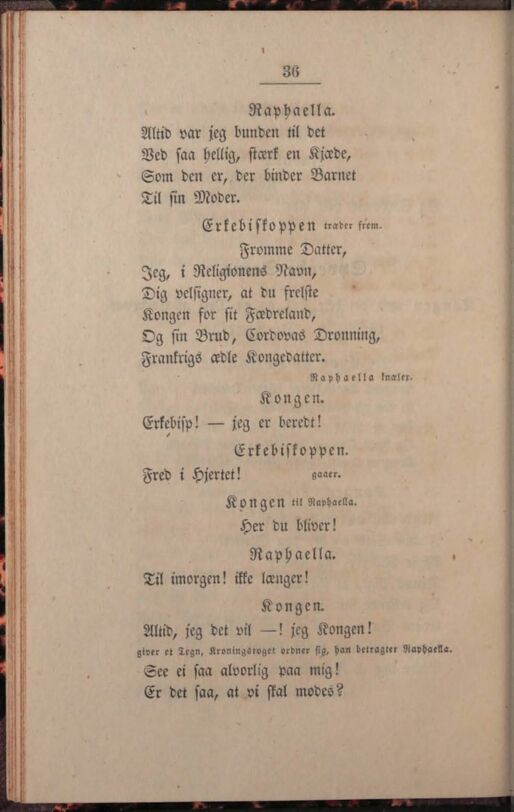 36
Raphaella.
Altid var jeg bunden til det
Ved saa hellig, stærk en Kjæde,
Som den er, der binder Barnet
Til sin Moder.
Erkebiskoppen træder frem.
Fromme Datter,
Jeg, i Religionens Navn,
Dig velsigner, at du frelste
Kongen for sit Fædreland,
Og sin Brud, Cordovas Dronning,
Frankrigs ædle Kongedatter.
Raphaella knæler.
Kongen.
Erkebisp! — jeg er beredt!
Erkebiskoppen.
Fred i Hjertet! gaaer.
Kongen til Raphaella.
Her du bliver!
Raphaella.
Til imorgen! ikke længer!
Kongen.
Altid, jeg det vil —! jeg Kongen!
giver et Tegn, Kroningstoget ordner sig, han betragter Raphaella.
See ei saa alvorlig paa mig!
Er det saa, at vi skal mødes?